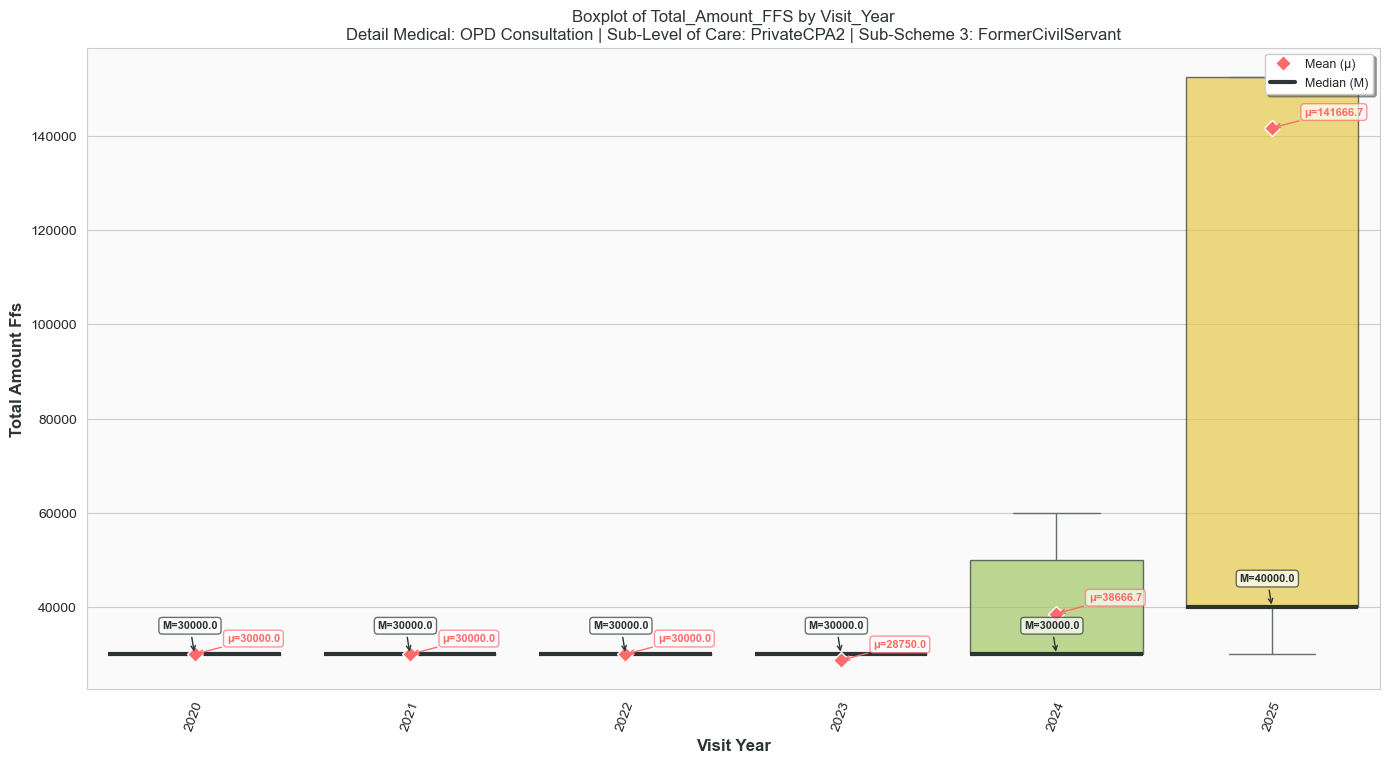 Boxplot of Total_Amount_FFS by Visit_Year
Detail Medical: OPD Consultation | Sub-Level of Care: PrivateCPA2 | Sub-Scheme 3: FormerCivilServant
Mean (μ)
Median (M)
μ=141666.7
140000
120000
100000
80000
60000
40000
Total Amount Ffs
M=40000.0
μ=38666.7
M=30000.0
M=30000.0
M=30000.0
M=30000.0
M=30000.0
μ=30000.0
μ=30000.0
μ=30000.0
μ=28750.0
2020
2021
2022
2023
2024
2025
Visit Year